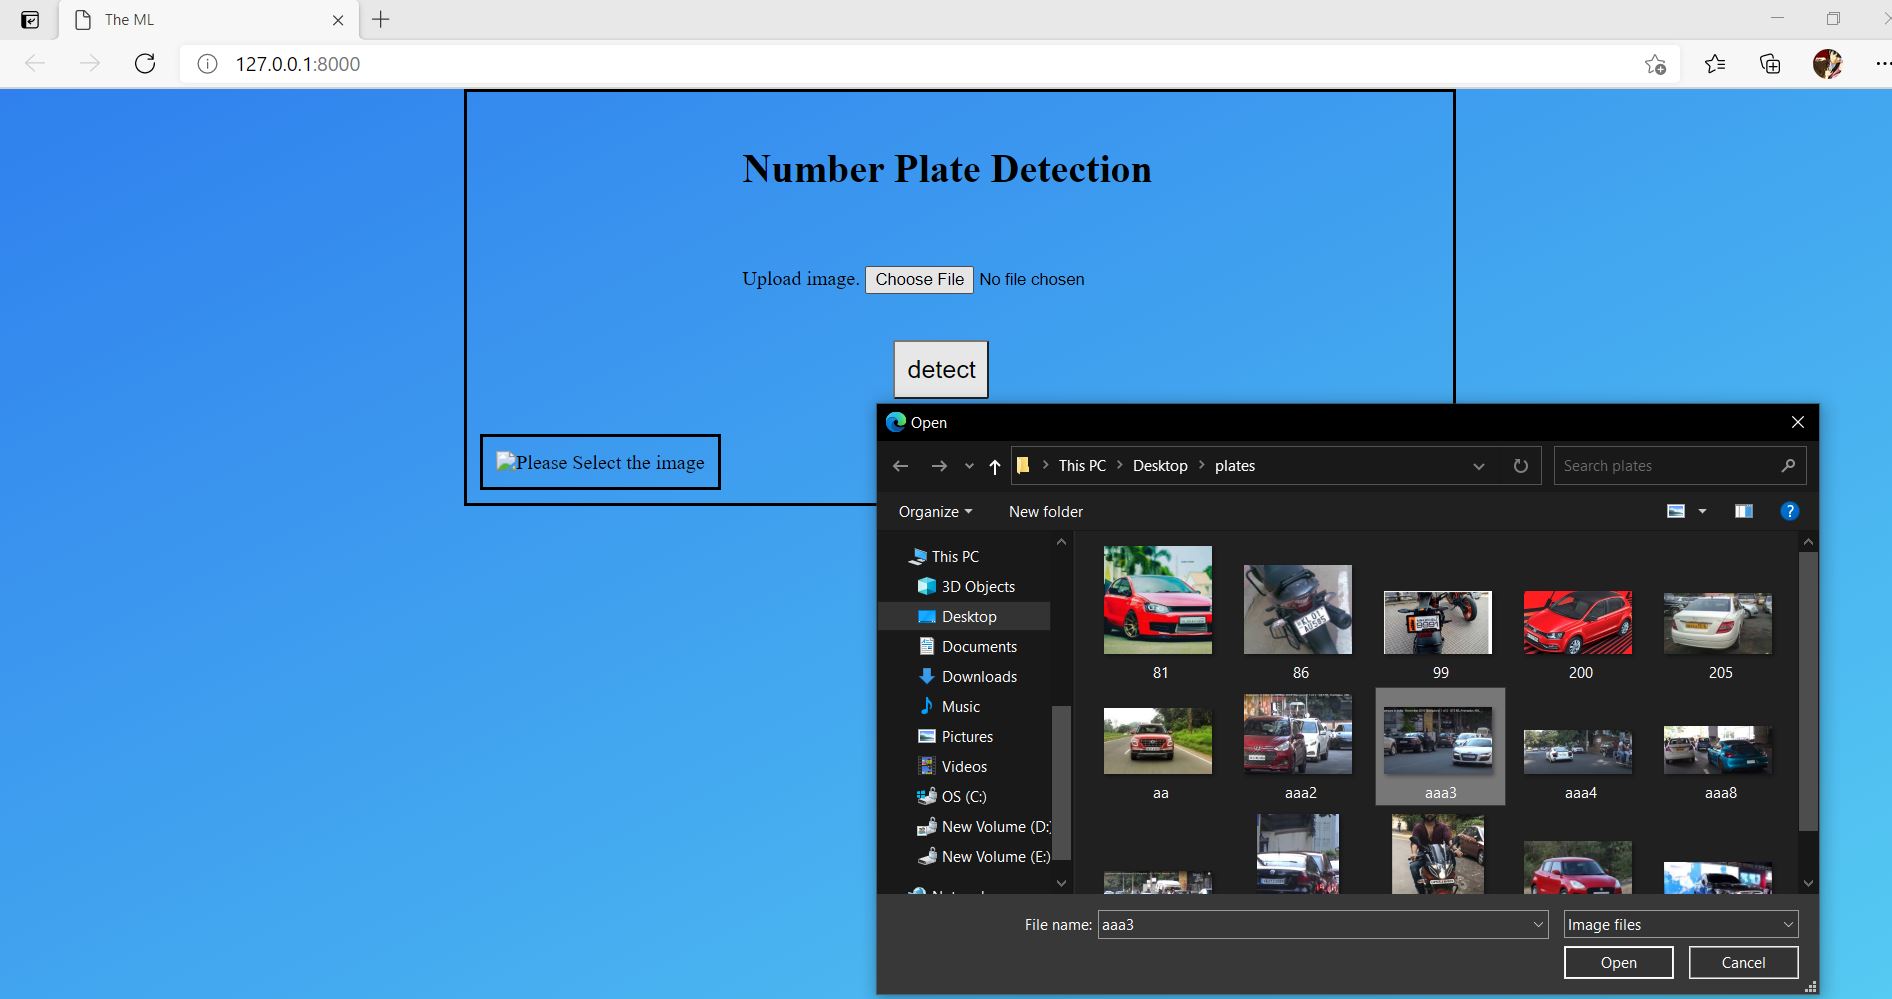 The ML
127.0.0.1:8000
Number Plate Detection
Upload image. Choose File No file chosen
detect
Please Select the image
Open
This PC Desktop plates
Search plates
Organize New folder
This PC
3D Objects
Desktop
Documents
Downloads
Music
Pictures
Videos
OS (C:)
New Volume (D:)
New Volume (E:)
81 86 99 200 205
KL 01
AU585
aa aaa2 aaa3 aaa4 aaa8
File name: aaa3
Image files
Open Cancel